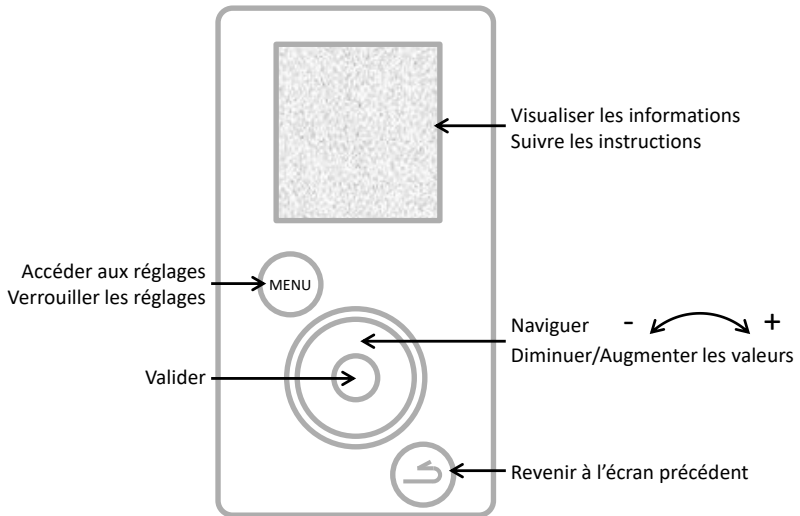 Visualiser les informations
Suivre les instructions
Accéder aux réglages
Verrouiller les réglages
MENU
Naviguer - +
Diminuer/Augmenter les valeurs
Valider
Revenir à l'écran précédent